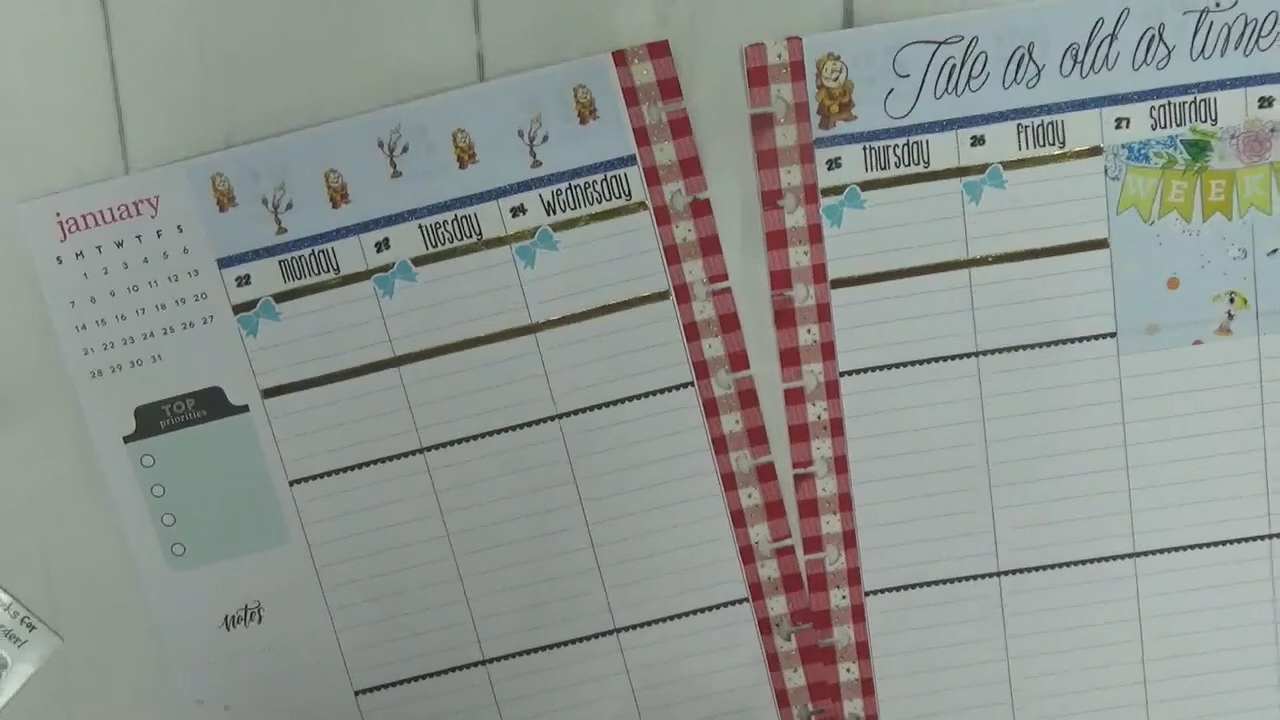 january
S M T W T F S
1 2 3 4 5 6
7 8 9 10 11 12 13
14 15 16 17 18 19 20
21 22 23 24 25 26 27
28 29 30 31
TOP
priorities
notes
22 monday
23 tuesday
24 wednesday
Tale as old as time
25 thursday
26 friday
27 saturday
28
WEEK